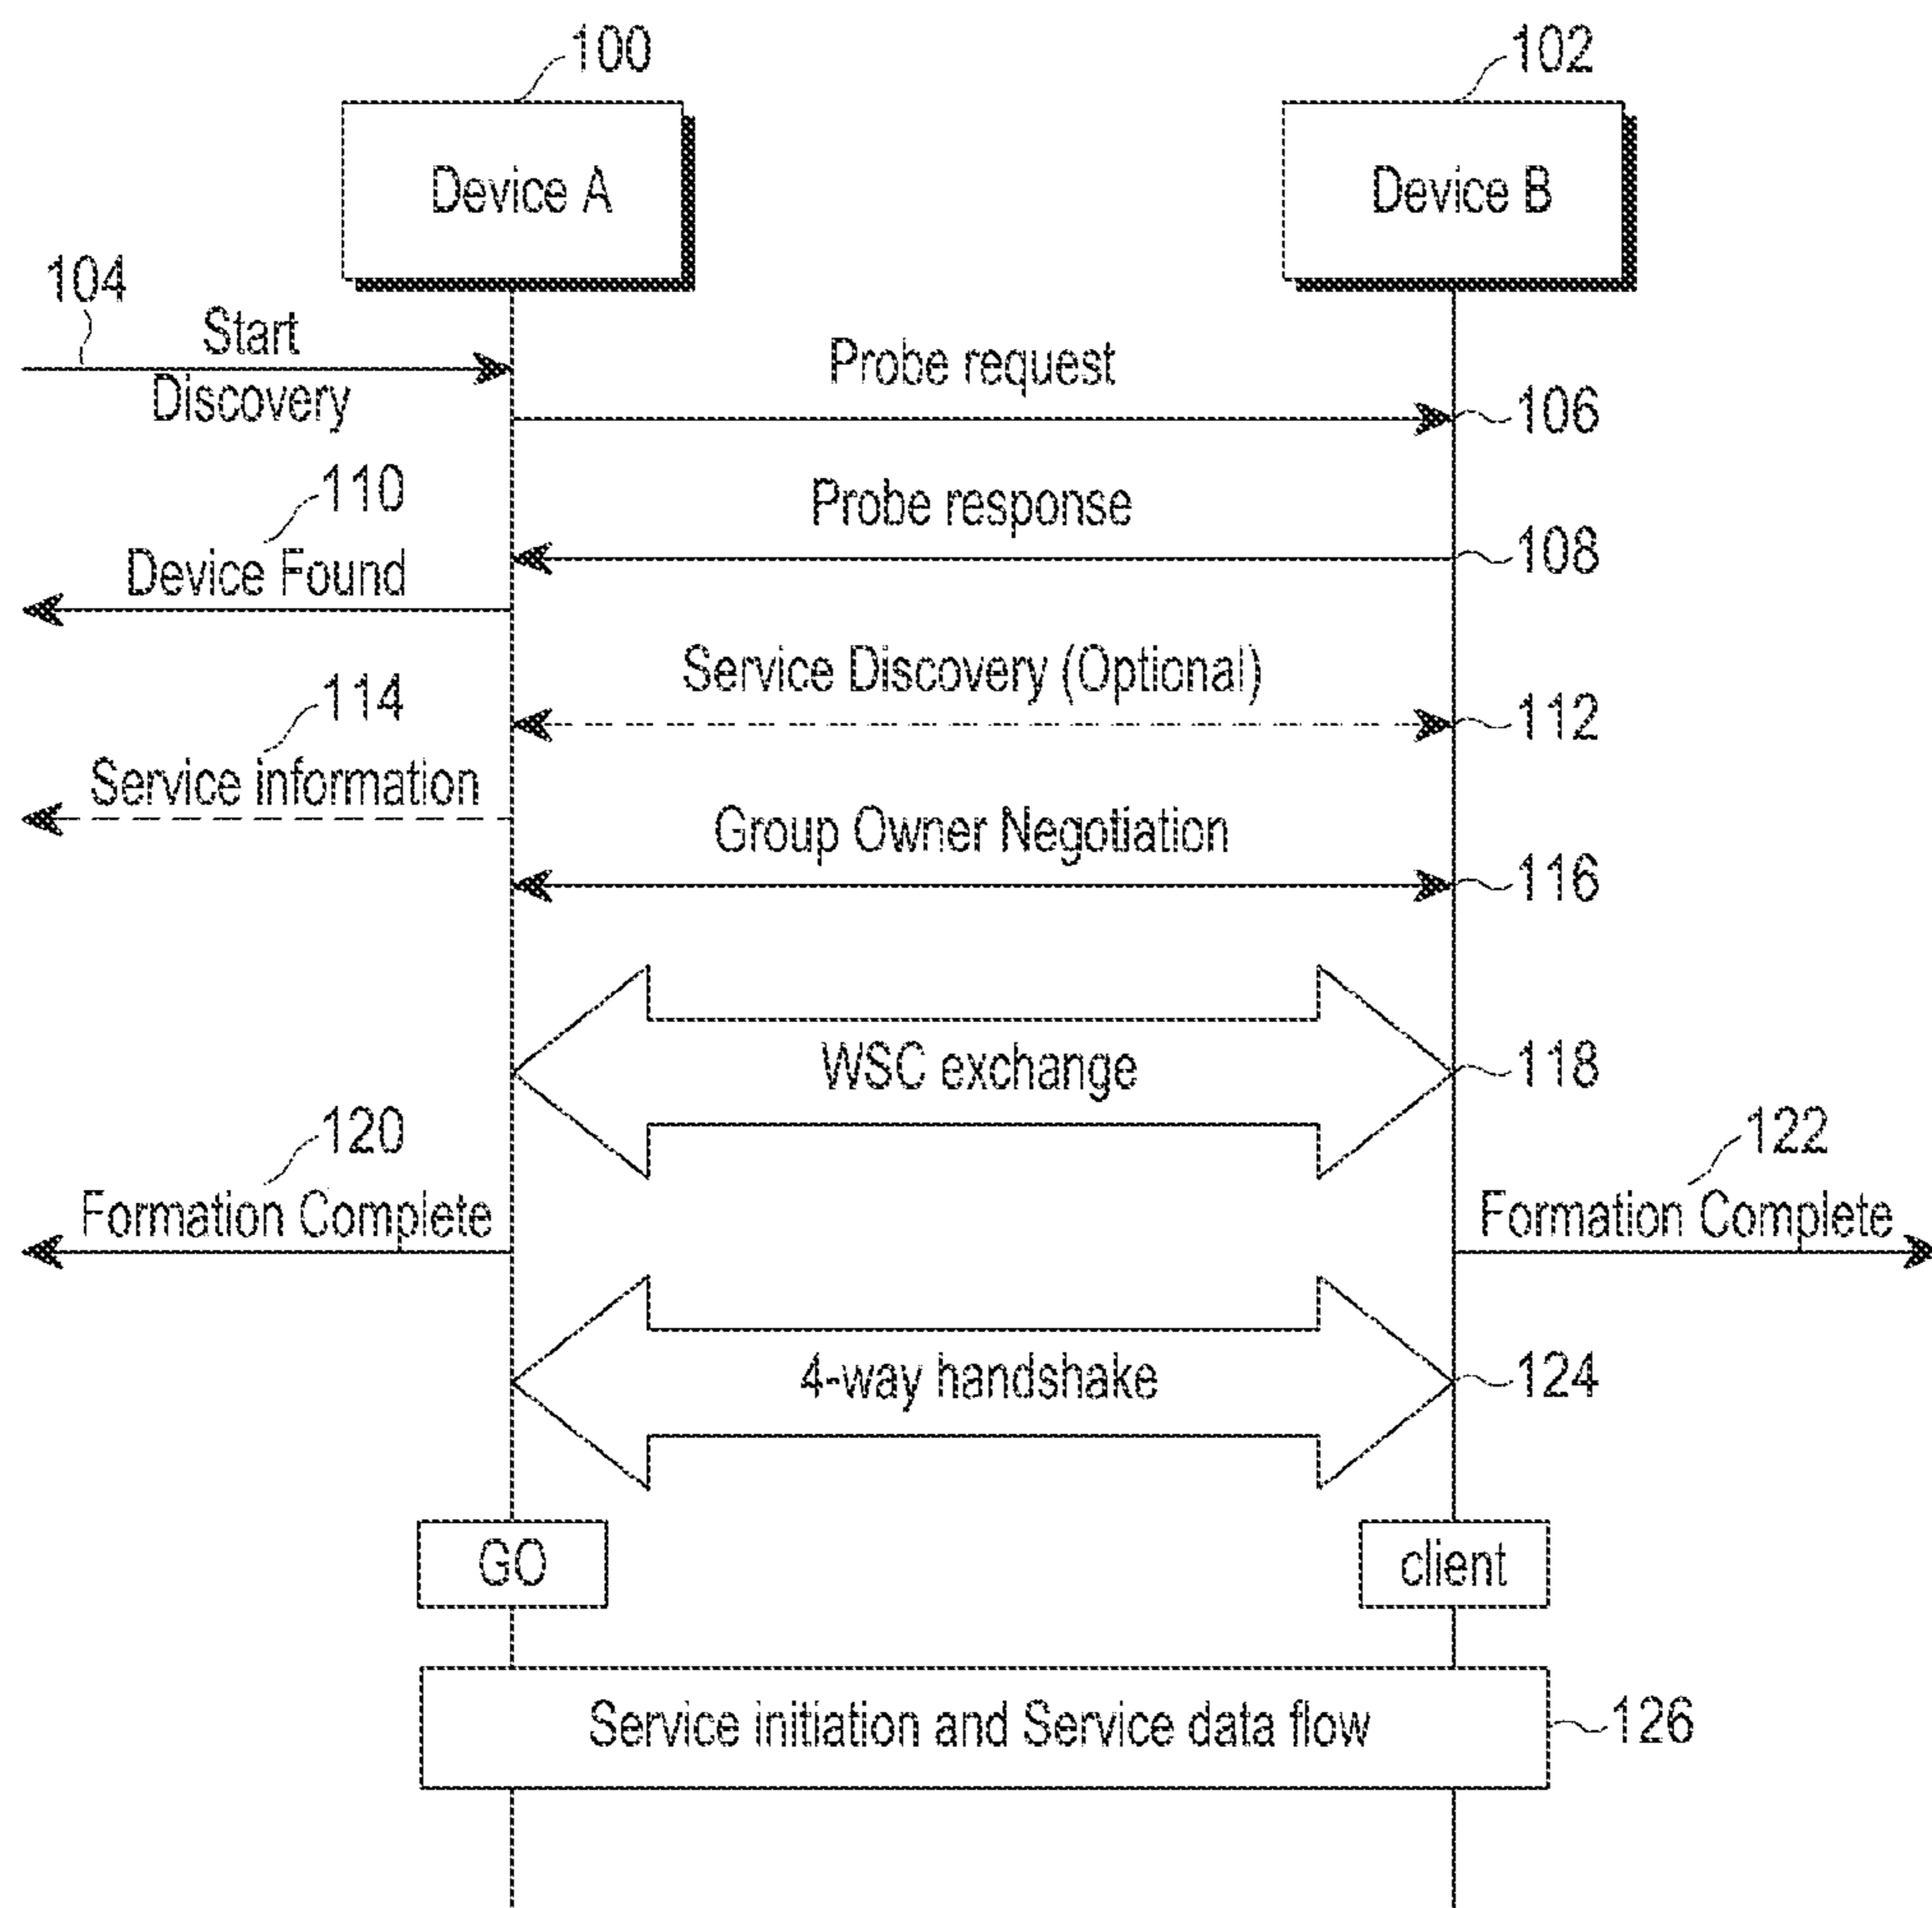 100
102
Device A
Device B
104
Start
Discovery
Probe request
106
110
Probe response
108
Device Found
Service Discovery (Optional)
112
114
Service information
Group Owner Negotiation
116
WSC exchange
118
120
122
Formation Complete
Formation Complete
4-way handshake
124
GO
client
Service initiation and Service data flow
126